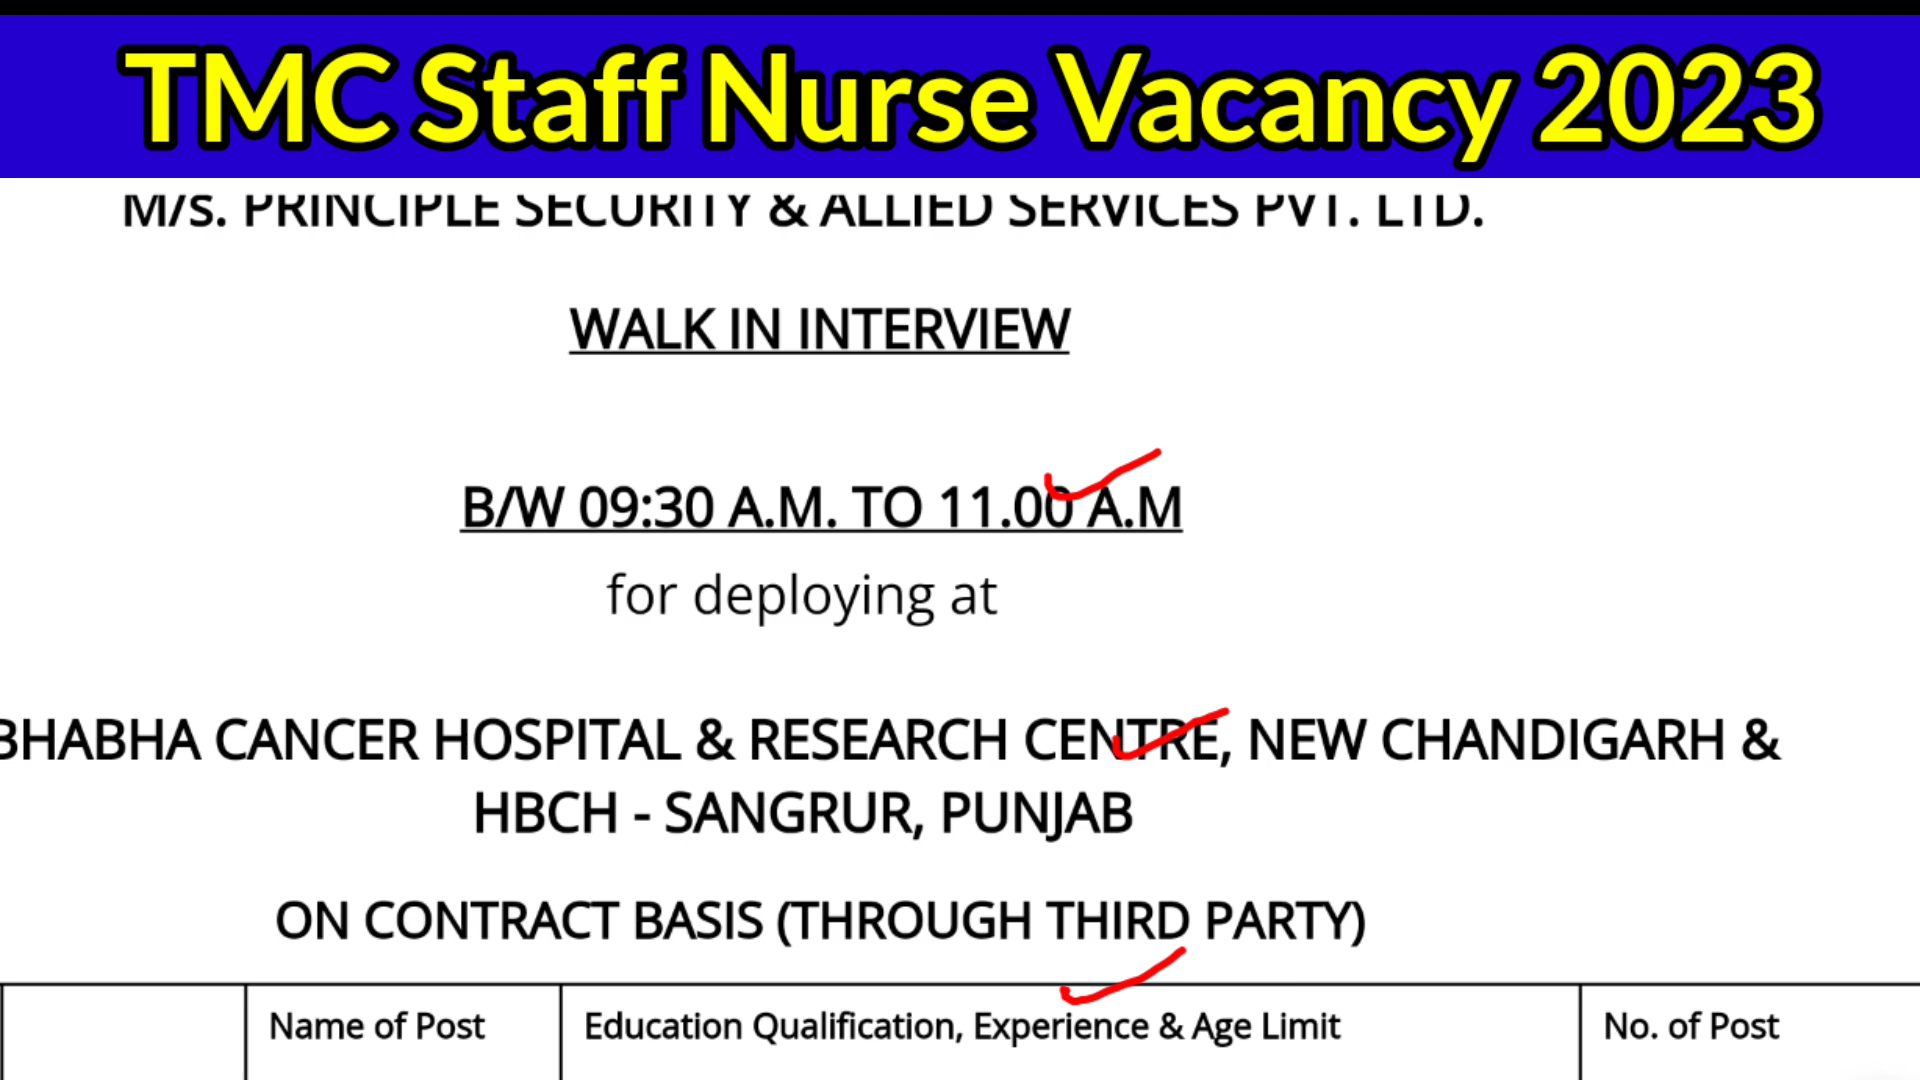 TMC Staff Nurse Vacancy 2023
M/s. PRINCIPLE SECURITY & ALLIED SERVICES PVT. LTD.
WALK IN INTERVIEW
B/W 09:30 A.M. TO 11.00 A.M
for deploying at
BHABHA CANCER HOSPITAL & RESEARCH CENTRE, NEW CHANDIGARH &
HBCH - SANGRUR, PUNJAB
ON CONTRACT BASIS (THROUGH THIRD PARTY)
Name of Post
Education Qualification, Experience & Age Limit
No. of Post